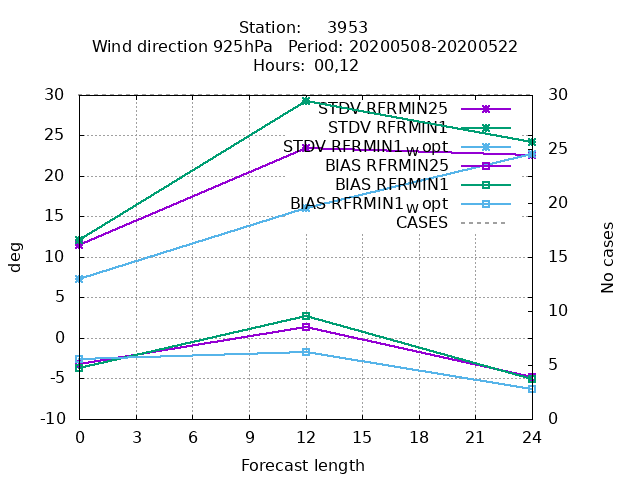 Station: 3953
Wind direction 925hPa Period: 20200508-20200522
Hours: 00,12
30 30
STDV RFRMIN25
STDV RFRMIN1
25 STDV RFRMIN1W opt 25
BIAS RFRMIN25
20 BIAS RFRMIN1
BIAS RFRMIN1W opt 20
15 CASES
10 15
5 10
0
5
-5
-10 0
deg
No cases
0 3 6 9 12 15 18 21 24
Forecast length